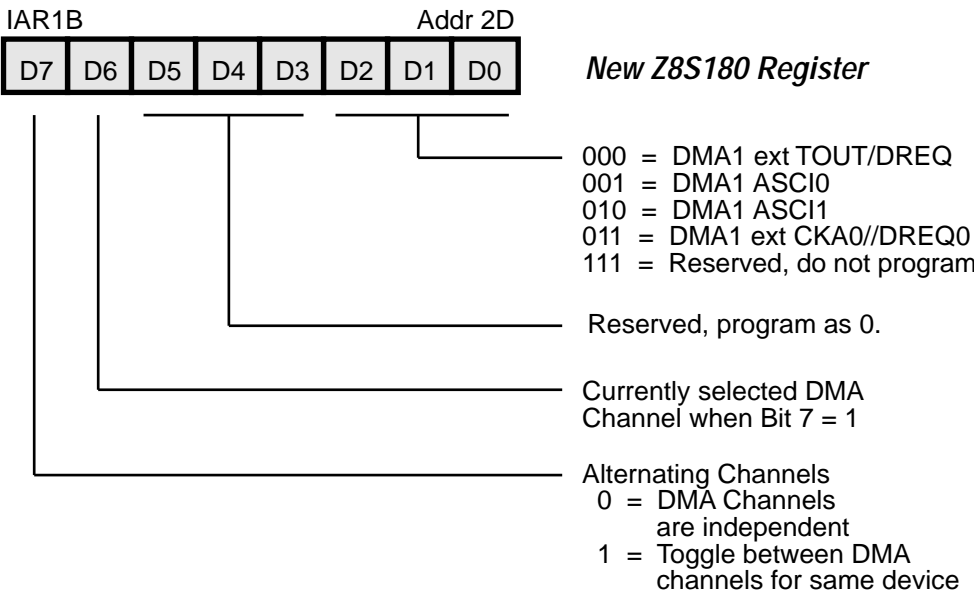 IAR1B Addr 2D
D7 D6 D5 D4 D3 D2 D1 D0 New Z8S180 Register
000 = DMA1 ext TOUT/DREQ
001 = DMA1 ASCI0
010 = DMA1 ASCI1
011 = DMA1 ext CKA0//DREQ0
111 = Reserved, do not program
Reserved, program as 0.
Currently selected DMA
Channel when Bit 7 = 1
Alternating Channels
0 = DMA Channels
are independent
1 = Toggle between DMA
channels for same device